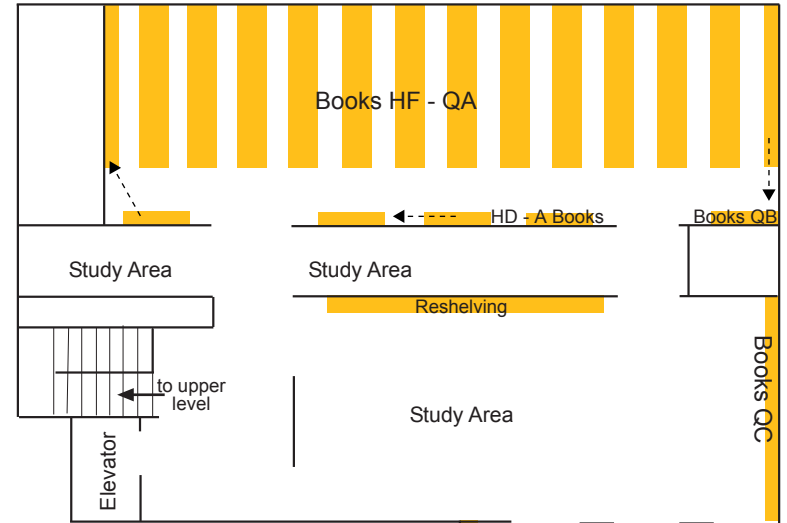 Books HF - QA
HD - A Books
Books QB
Study Area
Study Area
Reshelving
to upper
level
Study Area
Books QC
Elevator